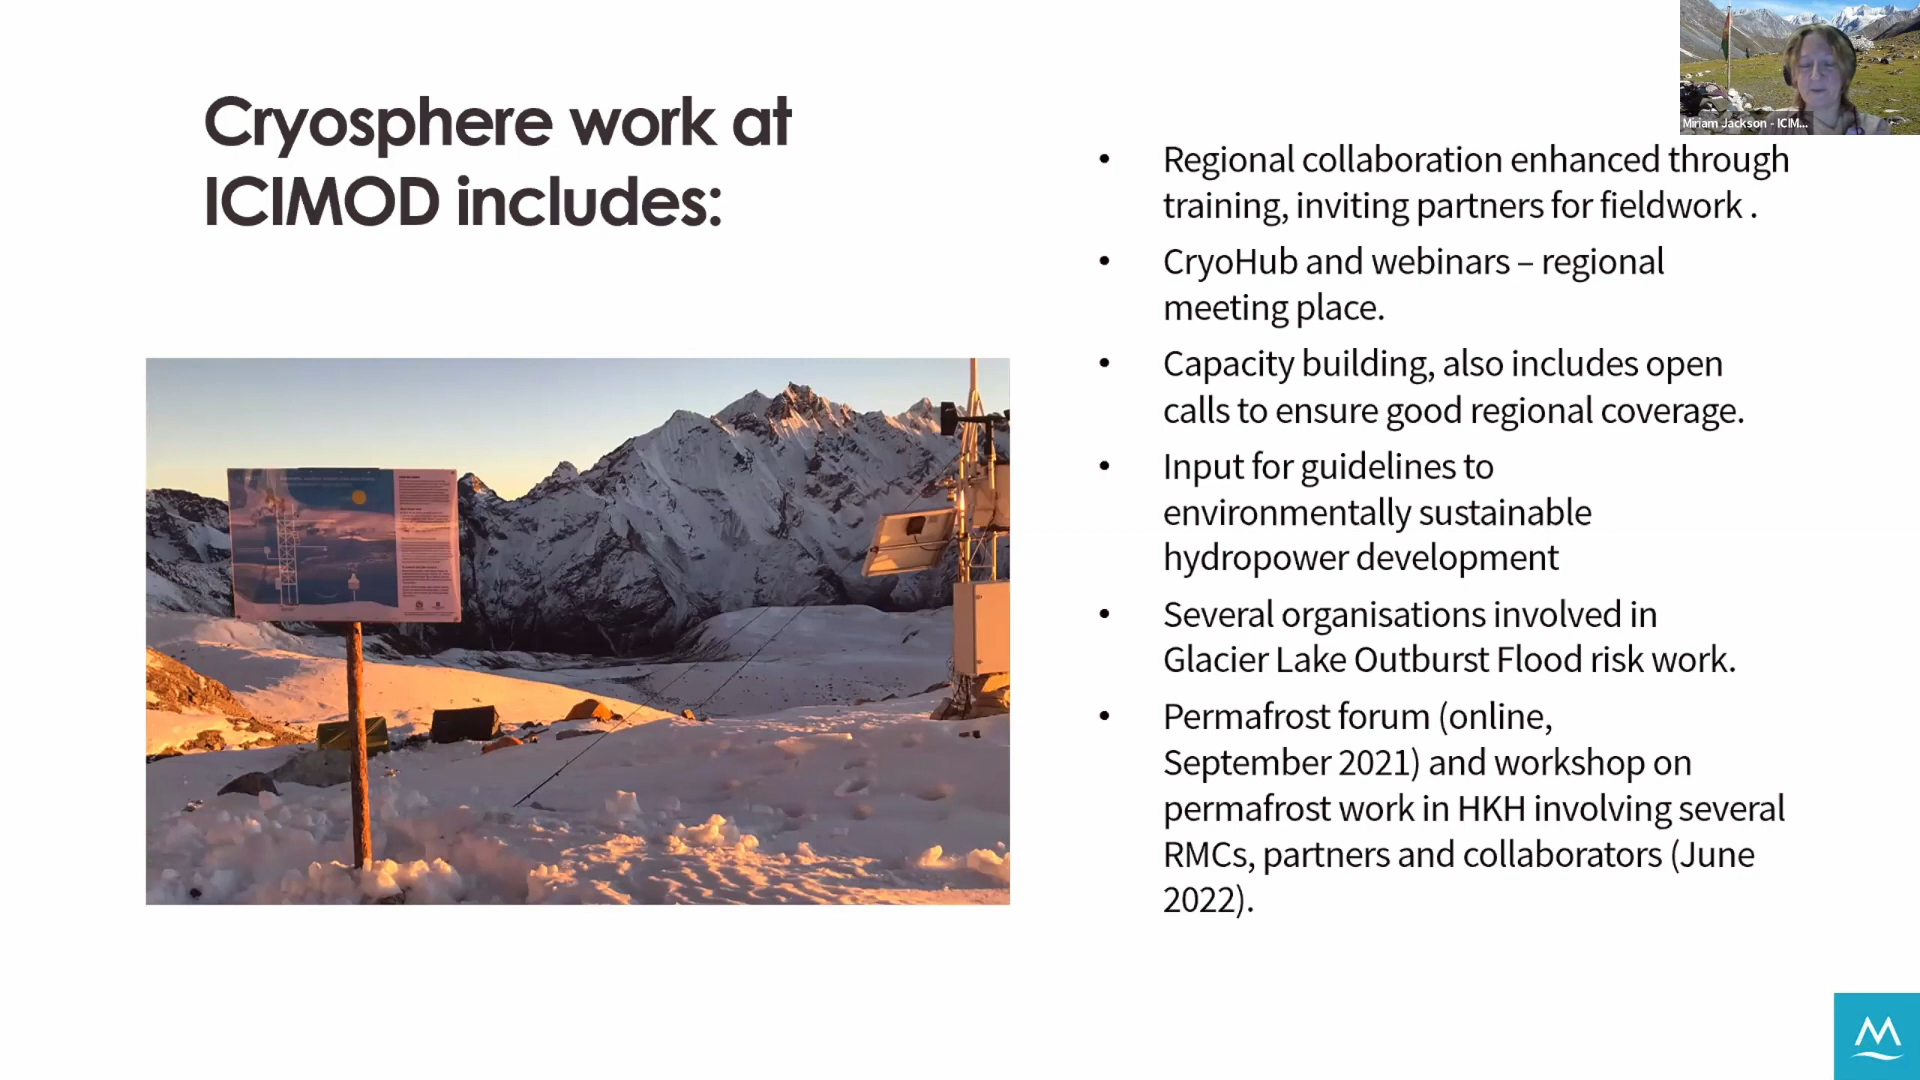 Cryosphere work at
ICIMOD includes:
Miriam Jackson - ICIM...
• Regional collaboration enhanced through
training, inviting partners for fieldwork .
• CryoHub and webinars – regional
meeting place.
• Capacity building, also includes open
calls to ensure good regional coverage.
• Input for guidelines to
environmentally sustainable
hydropower development
• Several organisations involved in
Glacier Lake Outburst Flood risk work.
• Permafrost forum (online,
September 2021) and workshop on
permafrost work in HKH involving several
RMCs, partners and collaborators (June
2022).